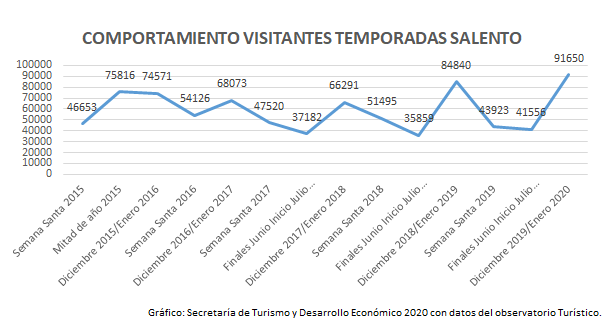 COMPORTAMIENTO VISITANTES TEMPORADAS SALENTO
100000
90000
80000
70000
60000
50000
40000
30000
20000
10000
0
46653
75816
74571
54126
68073
47520
37182
66291
51495
35859
84840
43923
41556
91650
Semana Santa 2015
Mitad de año 2015
Diciembre 2015/Enero 2016
Semana Santa 2016
Diciembre 2016/Enero 2017
Semana Santa 2017
Finales Junio Inicio Julio...
Diciembre 2017/Enero 2018
Semana Santa 2018
Finales Junio Inicio Julio...
Diciembre 2018/Enero 2019
Semana Santa 2019
Finales Junio Inicio Julio...
Diciembre 2019/Enero 2020
Gráfico: Secretaría de Turismo y Desarrollo Económico 2020 con datos del observatorio Turístico.